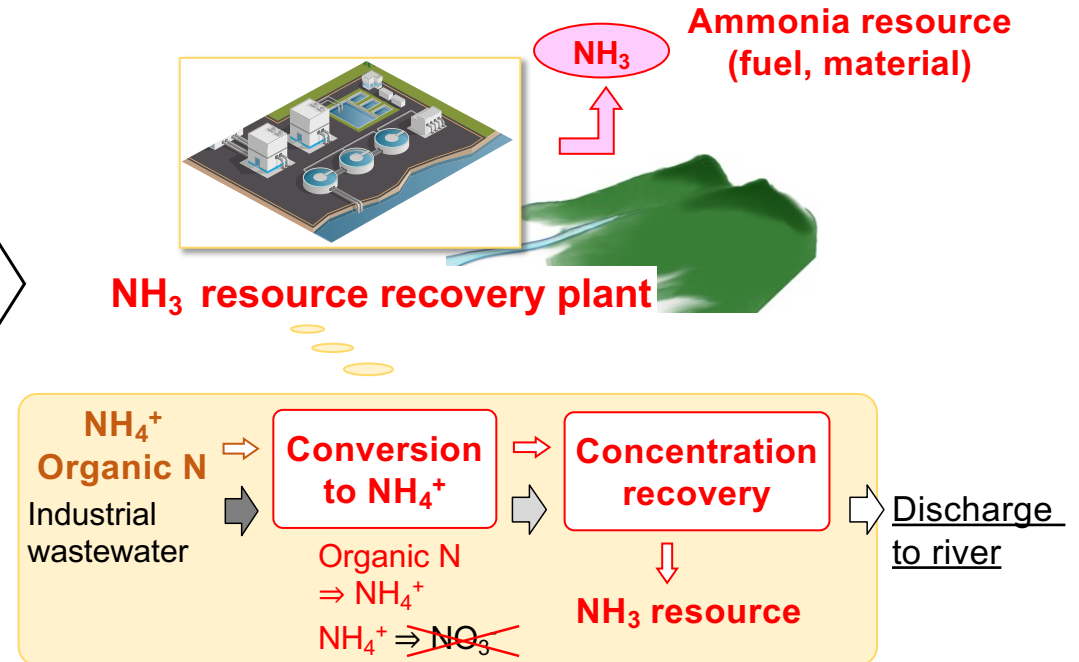 Ammonia resource
(fuel, material)
NH₃
NH₃ resource recovery plant
NH₄⁺
Organic N
Industrial
wastewater
Conversion
to NH₄⁺
Organic N
⇒ NH₄⁺
NH₄⁺ ⇒ NO₃⁻
Concentration
recovery
NH₃ resource
Discharge
to river